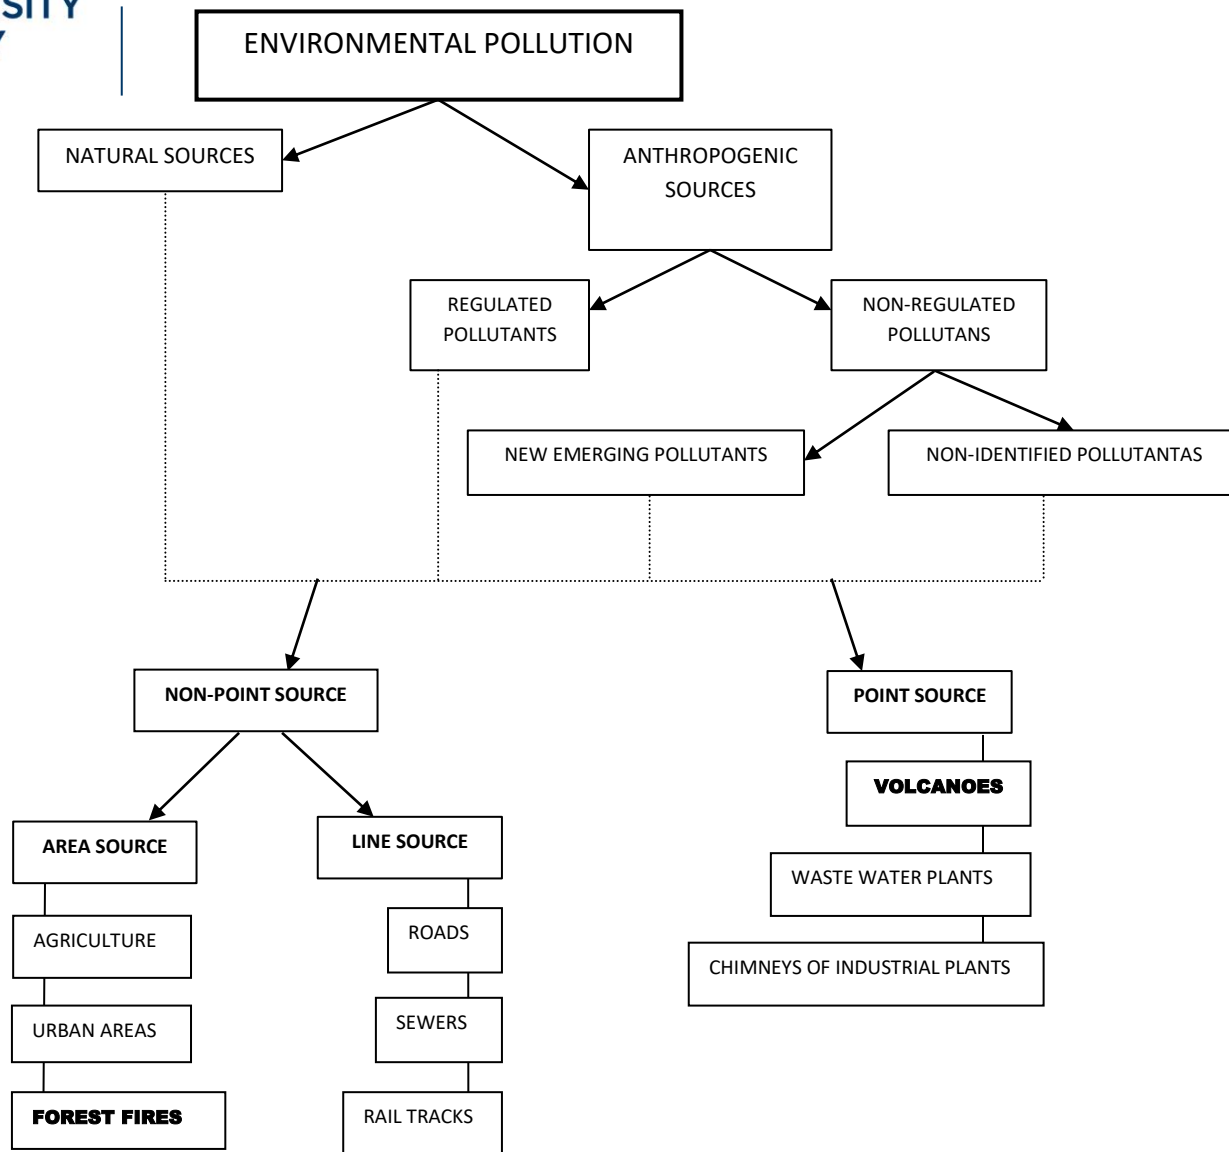 SITY
Y
ENVIRONMENTAL POLLUTION
NATURAL SOURCES
ANTHROPOGENIC
SOURCES
REGULATED
POLLUTANTS
NON-REGULATED
POLLUTANS
NEW EMERGING POLLUTANTS
NON-IDENTIFIED POLLUTANTAS
NON-POINT SOURCE
POINT SOURCE
VOLCANOES
AREA SOURCE
LINE SOURCE
WASTE WATER PLANTS
AGRICULTURE
ROADS
CHIMNEYS OF INDUSTRIAL PLANTS
URBAN AREAS
SEWERS
FOREST FIRES
RAIL TRACKS